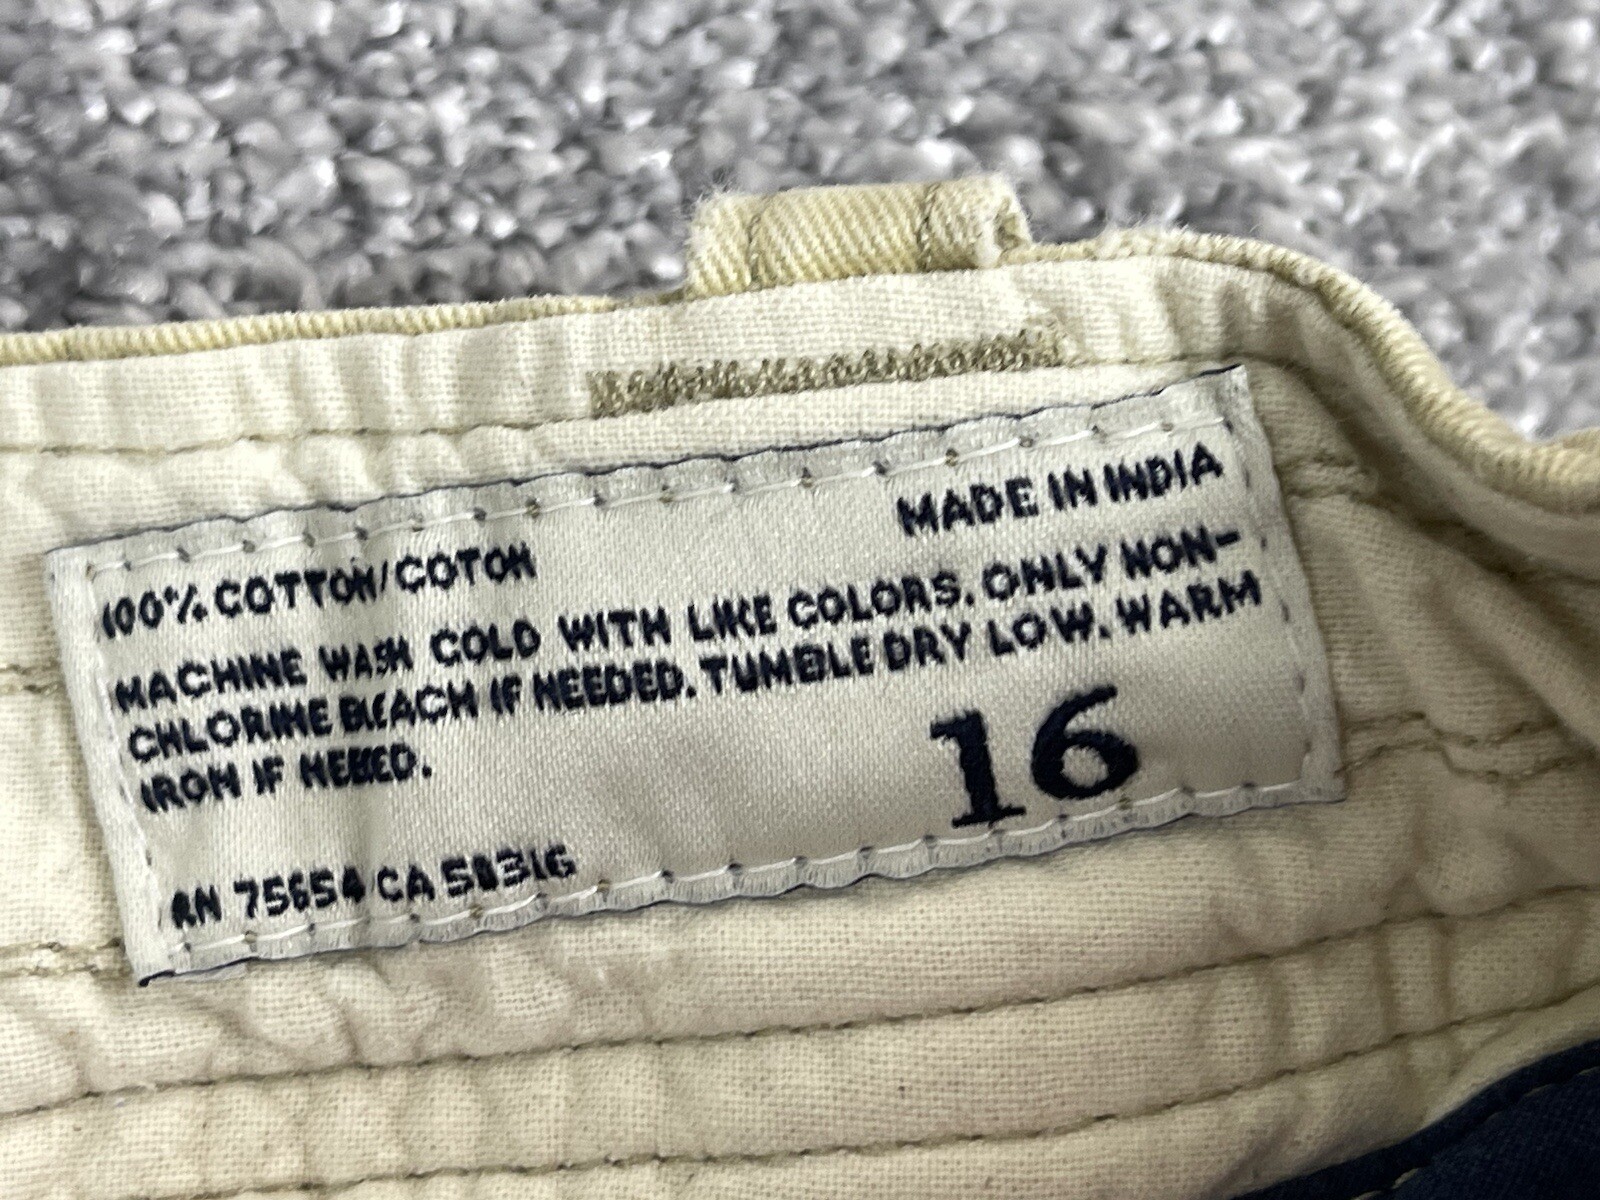 MADE IN INDIA
100% COTTON/COTON
MACHINE WASH COLD WITH LIKE COLORS. ONLY NON-
CHLORINE BLEACH IF NEEDED. TUMBLE DRY LOW. WARM
IRON IF NEEDED.
16
RN 75654 CA 58316